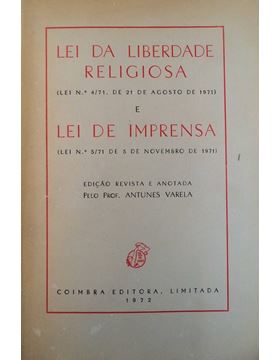 LEI DA LIBERDADE
RELIGIOSA
(LEI N.º 4/71, DE 21 DE AGOSTO DE 1971)
E
LEI DE IMPRENSA
(LEI N.º 5/71 DE 5 DE NOVEMBRO DE 1971)
EDIÇÃO REVISTA E ANOTADA
PELO PROF. ANTUNES VARELA
COIMBRA EDITORA, LIMITADA
1972